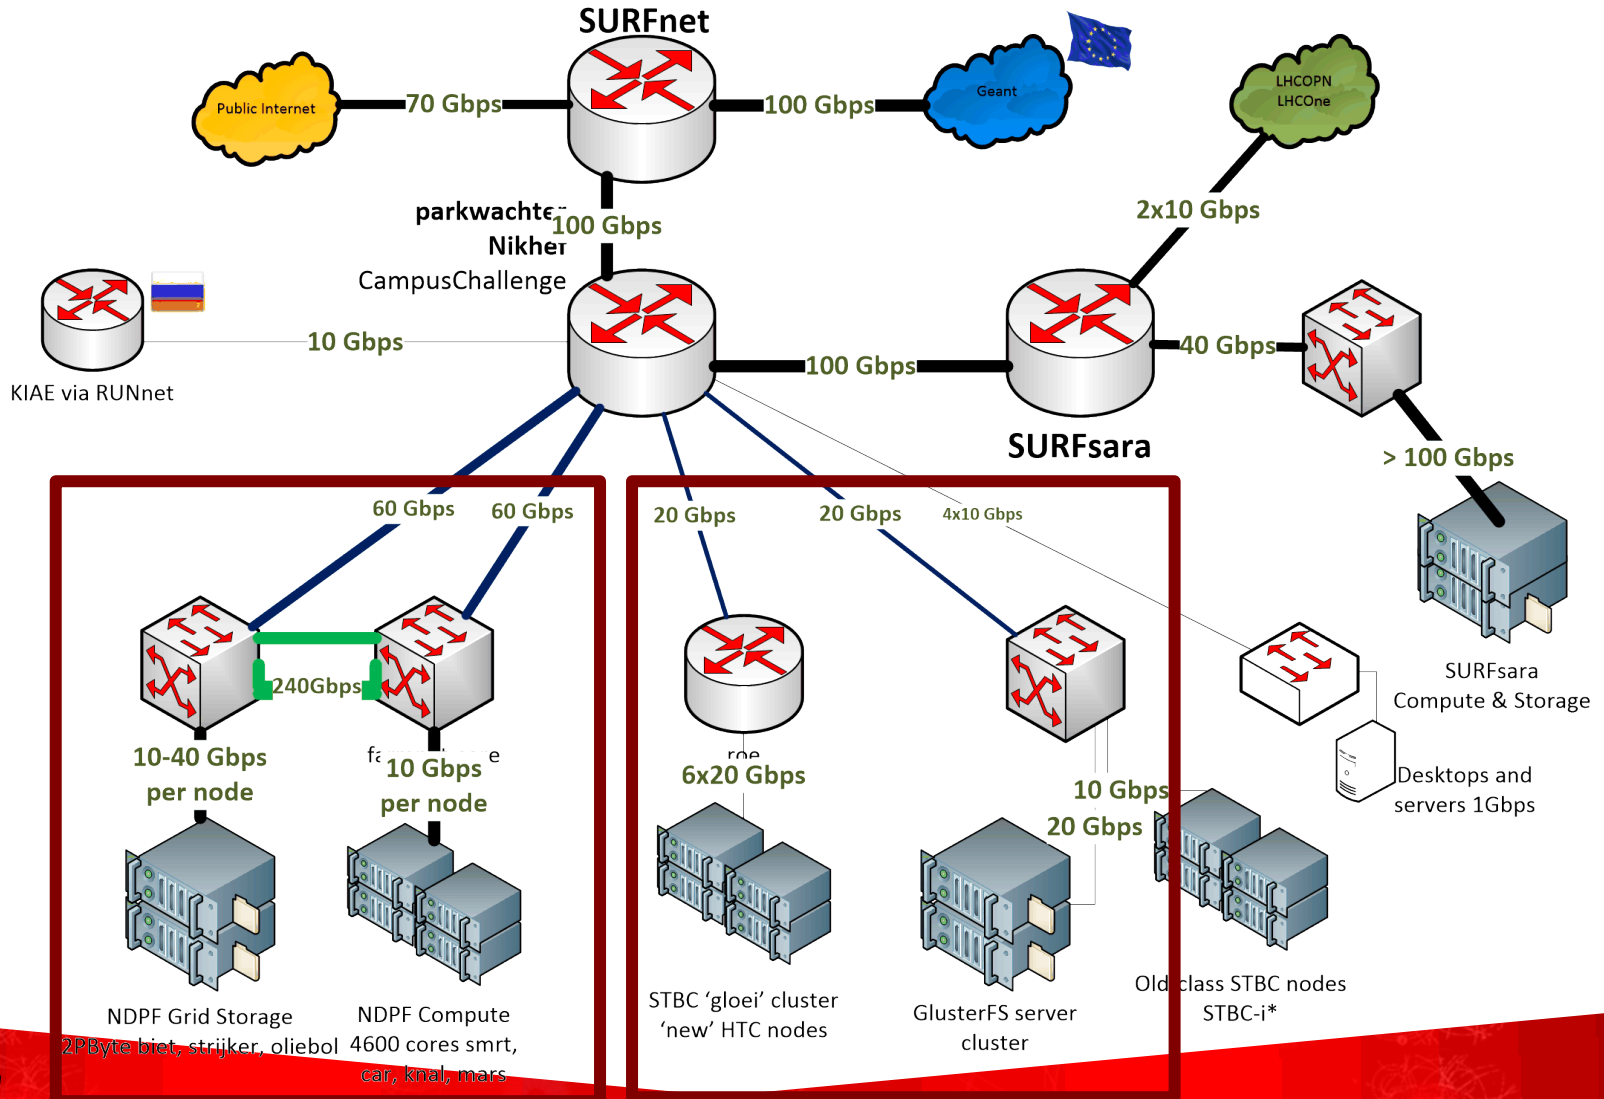 SURFnet
Public Internet
70 Gbps
100 Gbps
Geant
LHCOPN
LHCOne
parkwachter
Nikhef
CampusChallenge
100 Gbps
2x10 Gbps
KIAE via RUNnet
10 Gbps
100 Gbps
40 Gbps
SURFsara
> 100 Gbps
60 Gbps
60 Gbps
20 Gbps
20 Gbps
4x10 Gbps
240Gbps
SURFsara
Compute & Storage
10-40 Gbps
per node
10 Gbps
per node
roe
6x20 Gbps
10 Gbps
20 Gbps
Desktops and
servers 1Gbps
NDPF Grid Storage
2PByte biet, strijker, oliebol
NDPF Compute
4600 cores smrt,
car, knal, mars
STBC ‘gloei’ cluster
‘new’ HTC nodes
GlusterFS server
cluster
Old class STBC nodes
STBC-i*